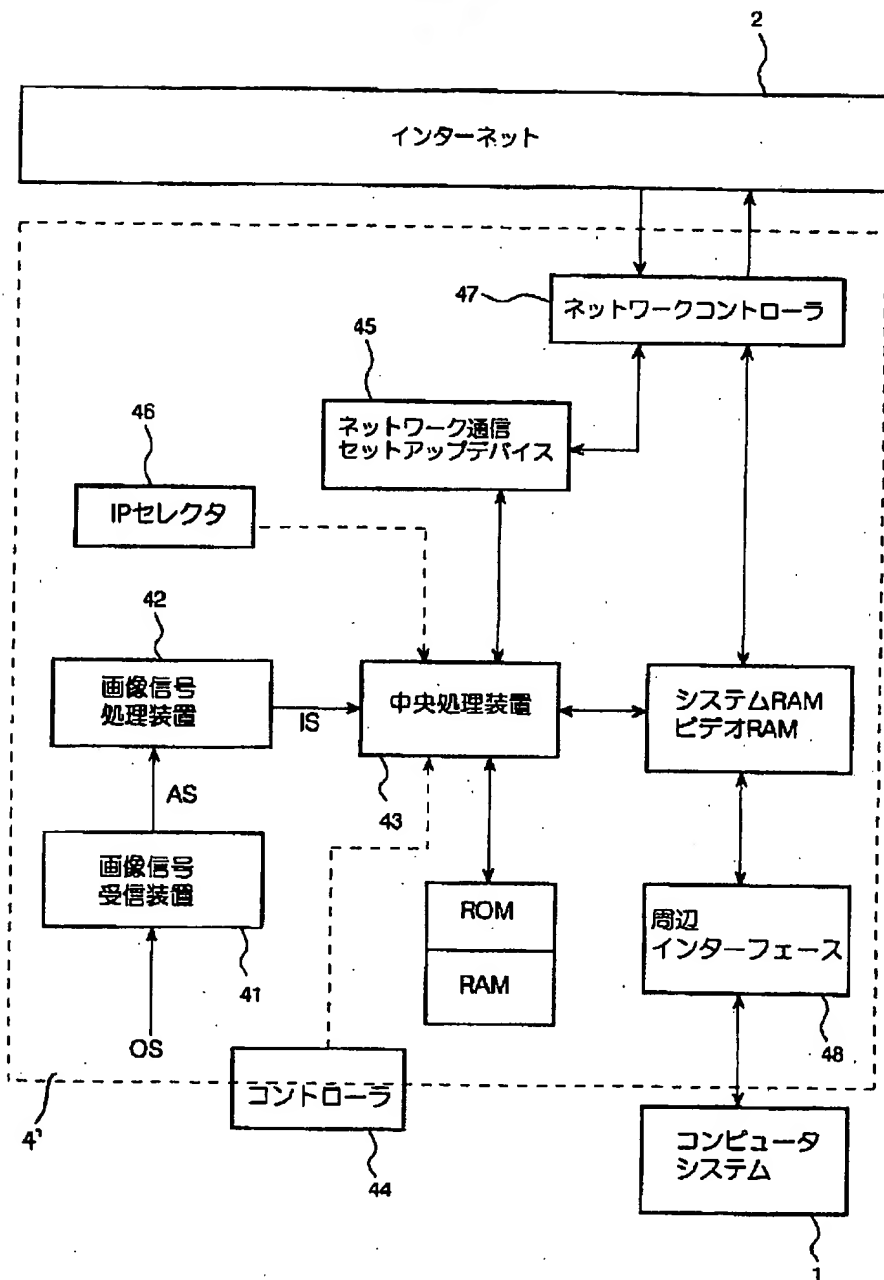 2
インターネット
47
ネットワークコントローラ
45
ネットワーク通信
セットアップデバイス
46
IPセレクタ
42
画像信号
処理装置
IS
中央処理装置
43
システムRAM
ビデオRAM
AS
画像信号
受信装置
41
OS
ROM
RAM
周辺
インターフェース
48
コントローラ
44
4'
コンピュータ
システム
1